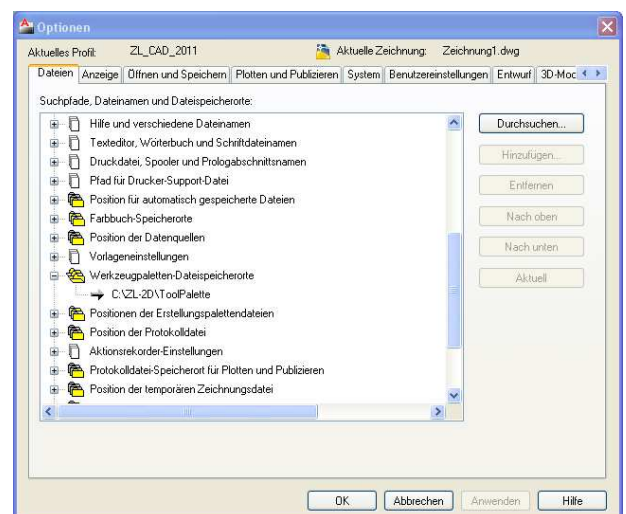 Optionen
Aktuelles Profil: ZL_CAD_2011 Aktuelle Zeichnung: Zeichnung1.dwg
Dateien Anzeige Öffnen und Speichern Plotten und Publizieren System Benutzereinstellungen Entwurf 3D-Moc
Suchpfade, Dateinamen und Dateispeicherorte:
Hilfe und verschiedene Dateinamen
Texteditor, Wörterbuch und Schriftdateinamen
Druckdatei, Spooler und Prologabschnittsnamen
Pfad für Drucker-Support-Datei
Position für automatisch gespeicherte Dateien
Farbbuch-Speicherorte
Position der Datenquellen
Vorlageneinstellungen
Werkzeugpaletten-Dateispeicherorte
C:\ZL-2D\ToolPalette
Positionen der Erstellungspalettendateien
Position der Protokolldatei
Aktionsrekorder-Einstellungen
Protokolldatei-Speicherort für Plotten und Publizieren
Position der temporären Zeichnungsdatei
Durchsuchen...
Hinzufügen...
Entfernen
Nach oben
Nach unten
Aktuell
OK Abbrechen Anwenden Hilfe